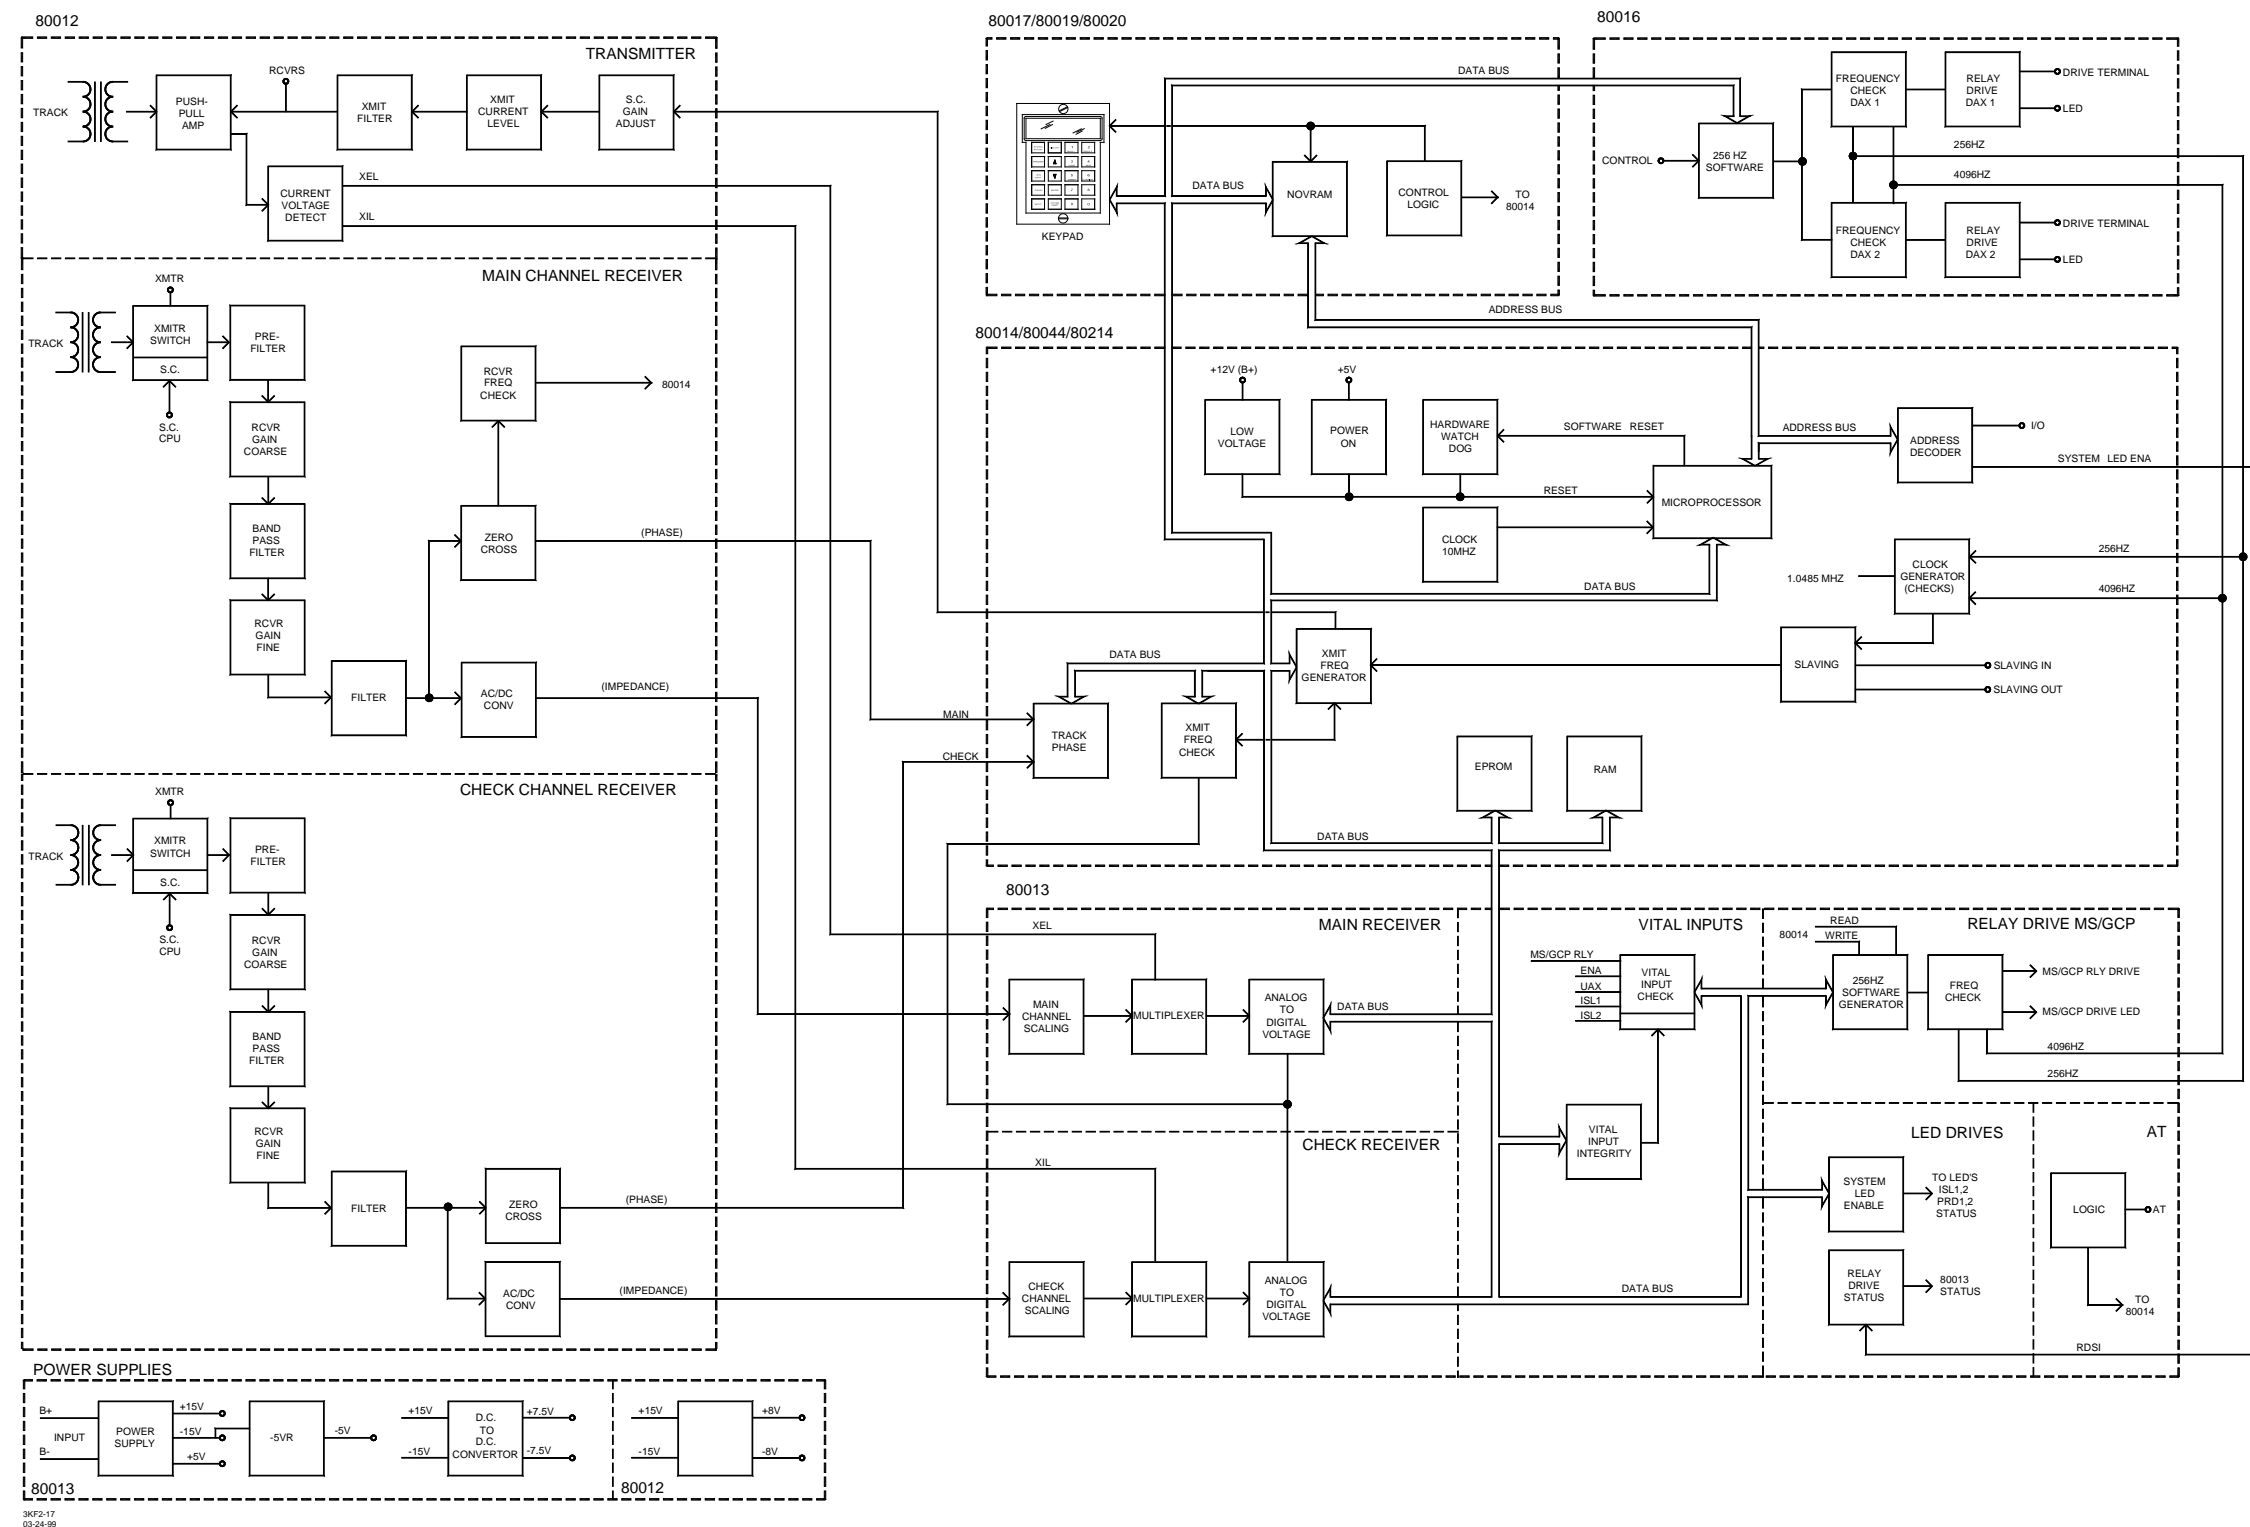 80012
TRANSMITTER
TRACK
PUSH-
PULL
AMP
RCVRS
XMIT
FILTER
XMIT
CURRENT
LEVEL
S.C.
GAIN
ADJUST
CURRENT
VOLTAGE
DETECT
XEL
XIL
MAIN CHANNEL RECEIVER
XMTR
TRACK
XMITR
SWITCH
S.C.
S.C.
CPU
PRE-
FILTER
RCVR
GAIN
COARSE
BAND
PASS
FILTER
RCVR
GAIN
FINE
FILTER
RCVR
FREQ
CHECK
80014
ZERO
CROSS
(PHASE)
AC/DC
CONV
(IMPEDANCE)
CHECK CHANNEL RECEIVER
XMTR
TRACK
XMITR
SWITCH
S.C.
S.C.
CPU
PRE-
FILTER
RCVR
GAIN
COARSE
BAND
PASS
FILTER
RCVR
GAIN
FINE
FILTER
ZERO
CROSS
(PHASE)
AC/DC
CONV
(IMPEDANCE)
80017/80019/80020
DATA BUS
KEYPAD
DATA BUS
NOVRAM
CONTROL
LOGIC
TO
80014
ADDRESS BUS
80016
CONTROL
256 HZ
SOFTWARE
FREQUENCY
CHECK
DAX 1
RELAY
DRIVE
DAX 1
DRIVE TERMINAL
LED
256HZ
4096HZ
FREQUENCY
CHECK
DAX 2
RELAY
DRIVE
DAX 2
DRIVE TERMINAL
LED
80014/80044/80214
+12V (B+)
LOW
VOLTAGE
+5V
POWER
ON
HARDWARE
WATCH
DOG
SOFTWARE RESET
RESET
CLOCK
10MHZ
MICROPROCESSOR
ADDRESS BUS
ADDRESS
DECODER
I/O
SYSTEM LED ENA
DATA BUS
1.0485 MHZ
CLOCK
GENERATOR
(CHECKS)
256HZ
4096HZ
SLAVING
SLAVING IN
SLAVING OUT
DATA BUS
XMIT
FREQ
GENERATOR
MAIN
CHECK
TRACK
PHASE
XMIT
FREQ
CHECK
EPROM
RAM
DATA BUS
80013
MAIN RECEIVER
XEL
MAIN
CHANNEL
SCALING
MULTIPLEXER
ANALOG
TO
DIGITAL
VOLTAGE
DATA BUS
CHECK RECEIVER
XIL
CHECK
CHANNEL
SCALING
MULTIPLEXER
ANALOG
TO
DIGITAL
VOLTAGE
VITAL INPUTS
MS/GCP RLY
ENA
UAX
ISL1
ISL2
VITAL
INPUT
CHECK
VITAL
INPUT
INTEGRITY
DATA BUS
RELAY DRIVE MS/GCP
READ
80014
WRITE
256HZ
SOFTWARE
GENERATOR
FREQ
CHECK
MS/GCP RLY DRIVE
MS/GCP DRIVE LED
4096HZ
256HZ
LED DRIVES
SYSTEM
LED
ENABLE
TO LED'S
ISL1,2
PRD1,2
STATUS
RELAY
DRIVE
STATUS
80013
STATUS
RDSI
AT
LOGIC
AT
TO
80014
POWER SUPPLIES
B+
INPUT
B-
POWER
SUPPLY
+15V
-15V
+5V
-5VR
-5V
+15V
-15V
D.C.
TO
D.C.
CONVERTOR
+7.5V
-7.5V
80013
+15V
-15V
+8V
-8V
80012
3KF2-17
03-24-99